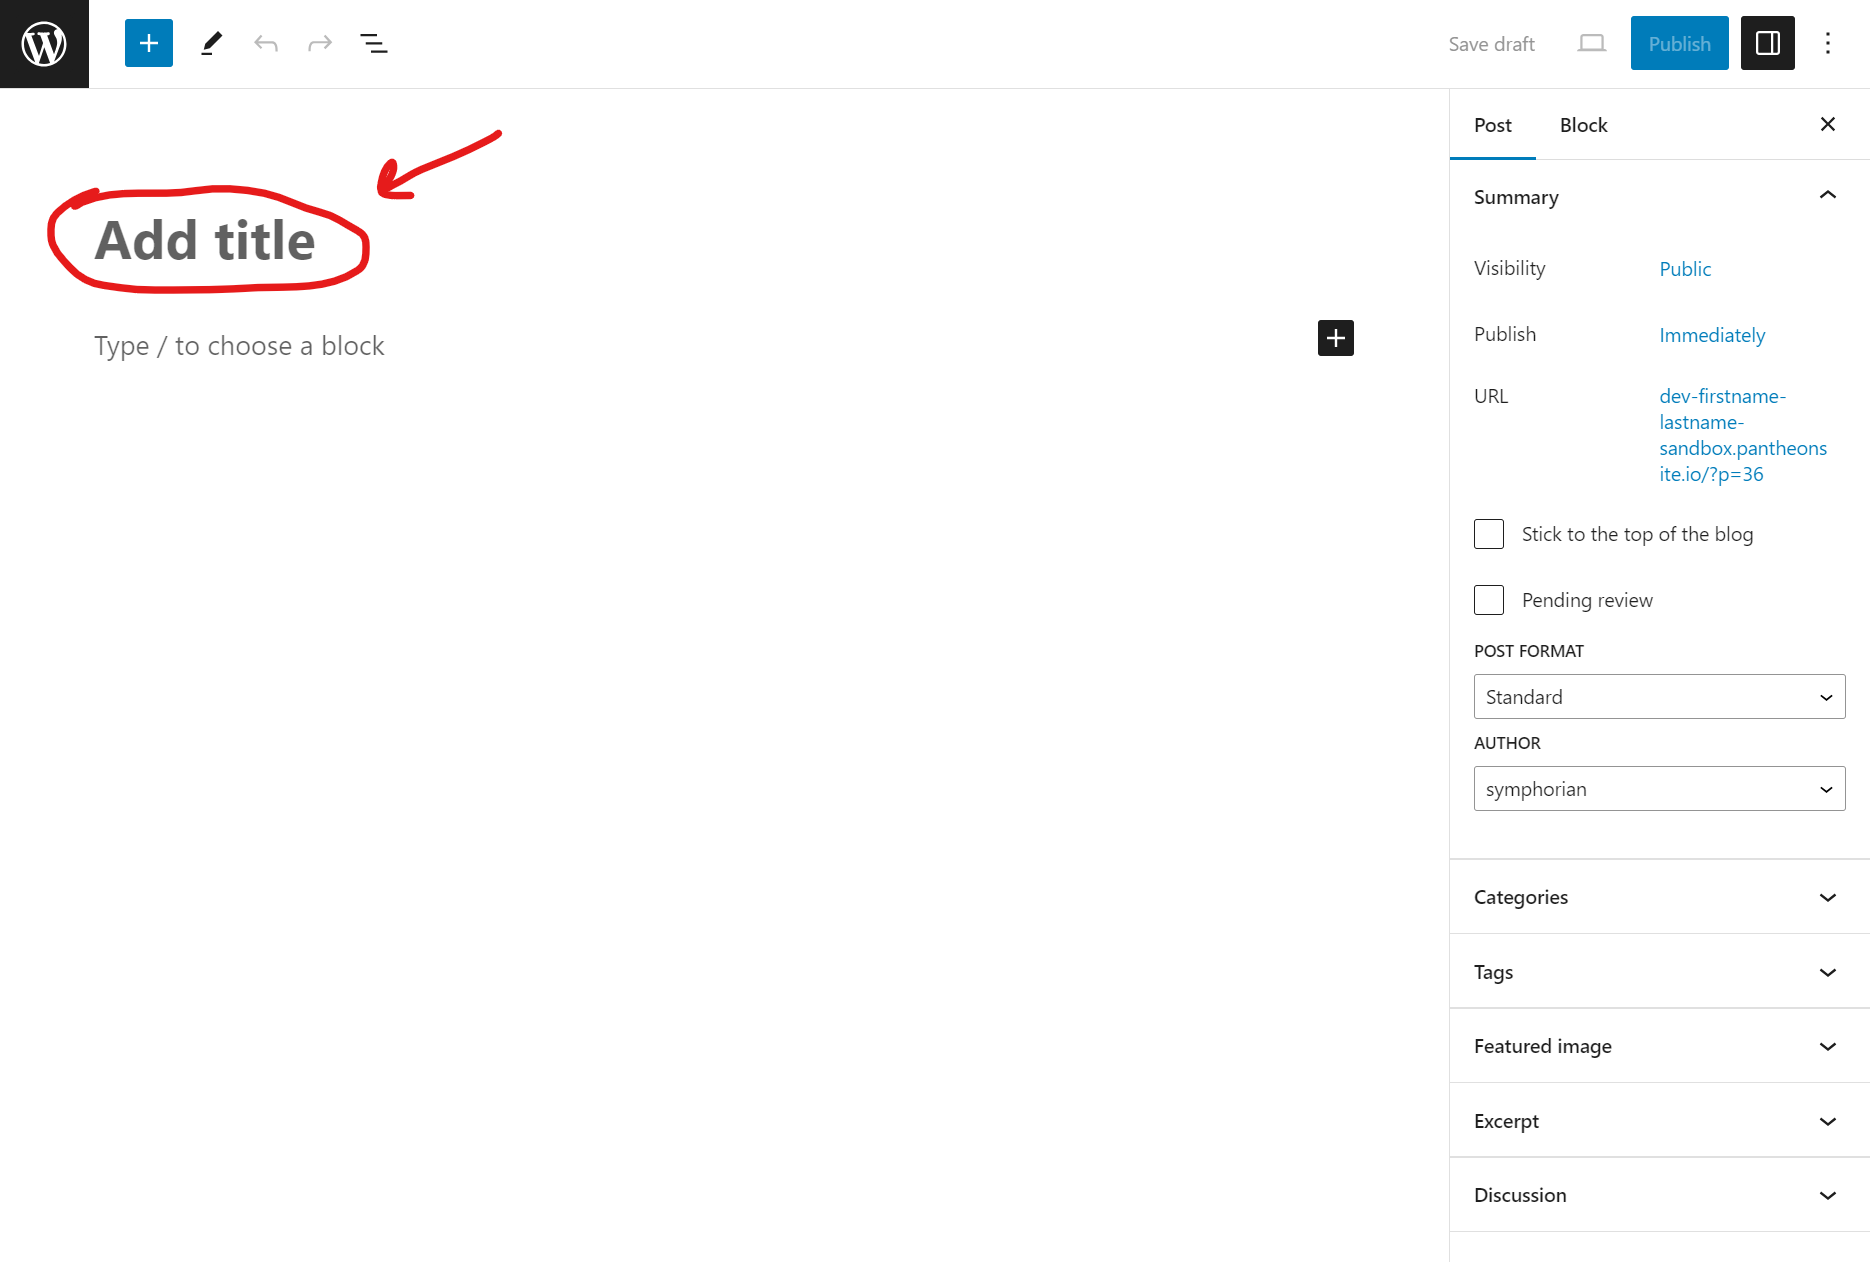 Save draft
Publish
Post
Block
Add title
Type / to choose a block
Summary
Visibility
Public
Publish
Immediately
URL
dev-firstname-
lastname-
sandbox.pantheons
ite.io/?p=36
Stick to the top of the blog
Pending review
POST FORMAT
Standard
AUTHOR
symphorian
Categories
Tags
Featured image
Excerpt
Discussion